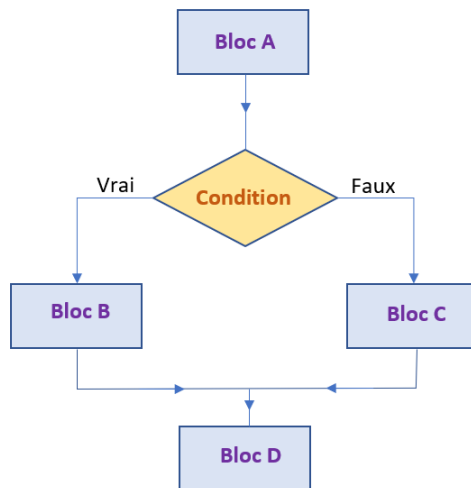 Bloc A
Vrai
Faux
Condition
Bloc B
Bloc C
Bloc D